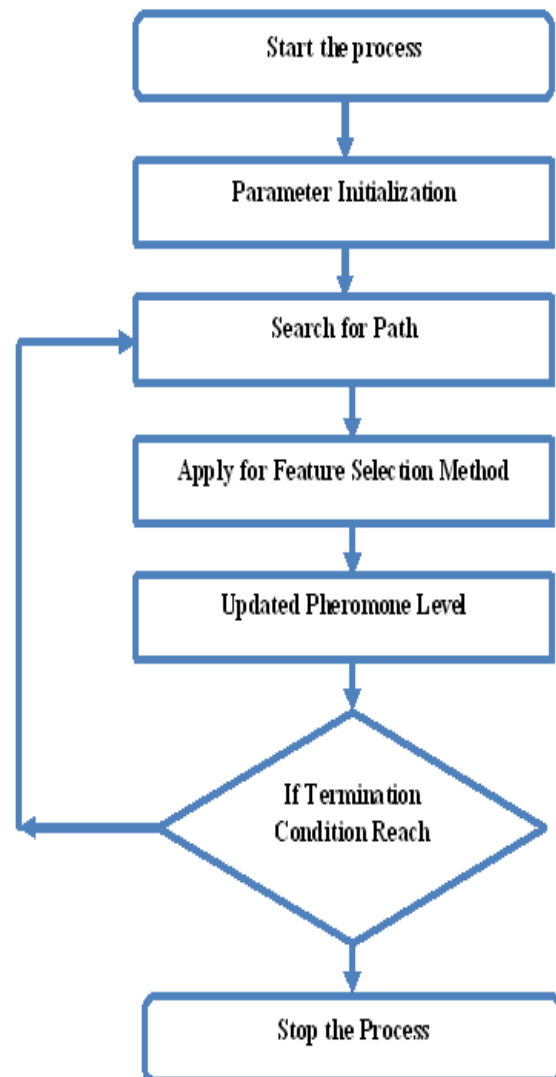 Start the process
Parameter Initialization
Search for Path
Apply for Feature Selection Method
Updated Pheromone Level
If Termination
Condition Reach
Stop the Process